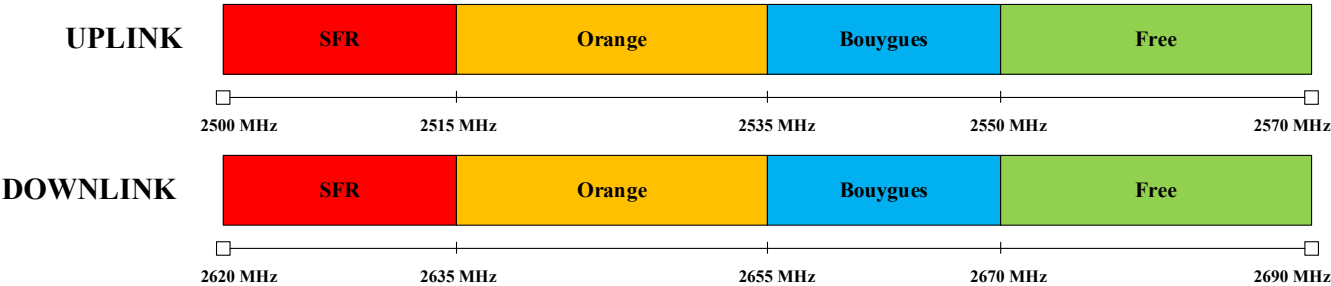 UPLINK SFR Orange Bouygues Free
2500 MHz 2515 MHz 2535 MHz 2550 MHz 2570 MHz
DOWNLINK SFR Orange Bouygues Free
2620 MHz 2635 MHz 2655 MHz 2670 MHz 2690 MHz